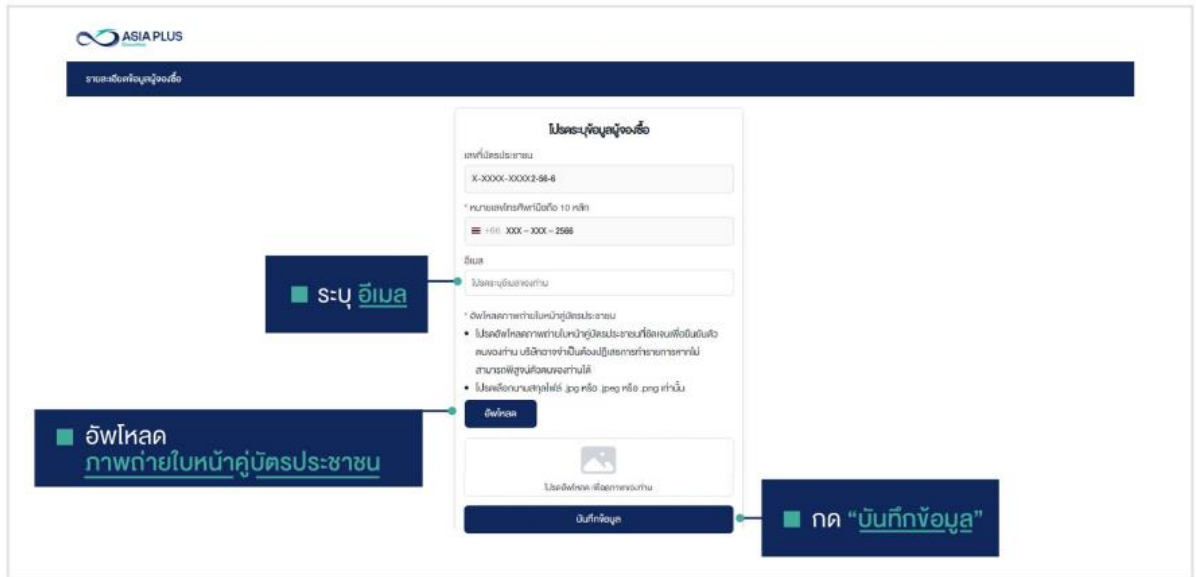 ASIA PLUS
Securities
รายละเอียดข้อมูลผู้จองซื้อ
โปรดระบุข้อมูลผู้จองซื้อ
เลขที่บัตรประชาชน
X-XXXX-XXXX2-56-6
* หมายเลขโทรศัพท์มือถือ 10 หลัก
+66 XXX – XXX – 2566
อีเมล
โปรดระบุอีเมลของท่าน
ระบุ อีเมล
* อัพโหลดภาพถ่ายใบหน้าคู่บัตรประชาชน
• โปรดอัพโหลดภาพถ่ายใบหน้าคู่บัตรประชาชนที่ชัดเจนเพื่อยืนยันตัว
ตนของท่าน บริษัทอาจจำเป็นต้องปฏิเสธการทำรายการหากไม่
สามารถพิสูจน์ตัวตนของท่านได้
• โปรดเลือกนามสกุลไฟล์ .jpg หรือ .jpeg หรือ .png เท่านั้น
อัพโหลด
อัพโหลด
ภาพถ่ายใบหน้าคู่บัตรประชาชน
โปรดอัพโหลด เพื่อดูภาพของท่าน
บันทึกข้อมูล
กด “บันทึกข้อมูล”